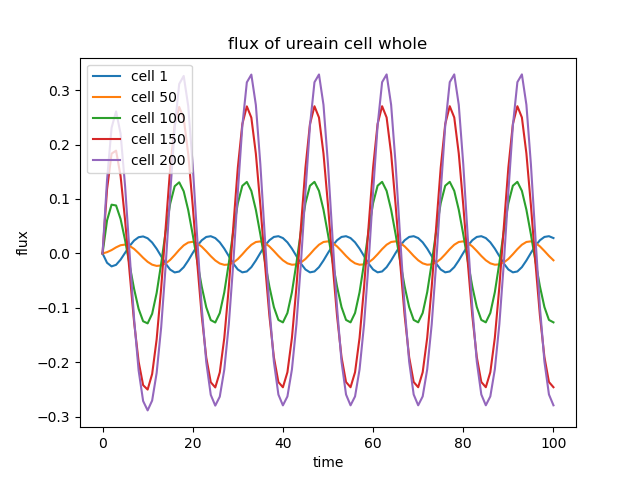 flux of ureain cell whole
cell 1
cell 50
cell 100
cell 150
cell 200
flux
0.3
0.2
0.1
0.0
−0.1
−0.2
−0.3
0 20 40 60 80 100
time